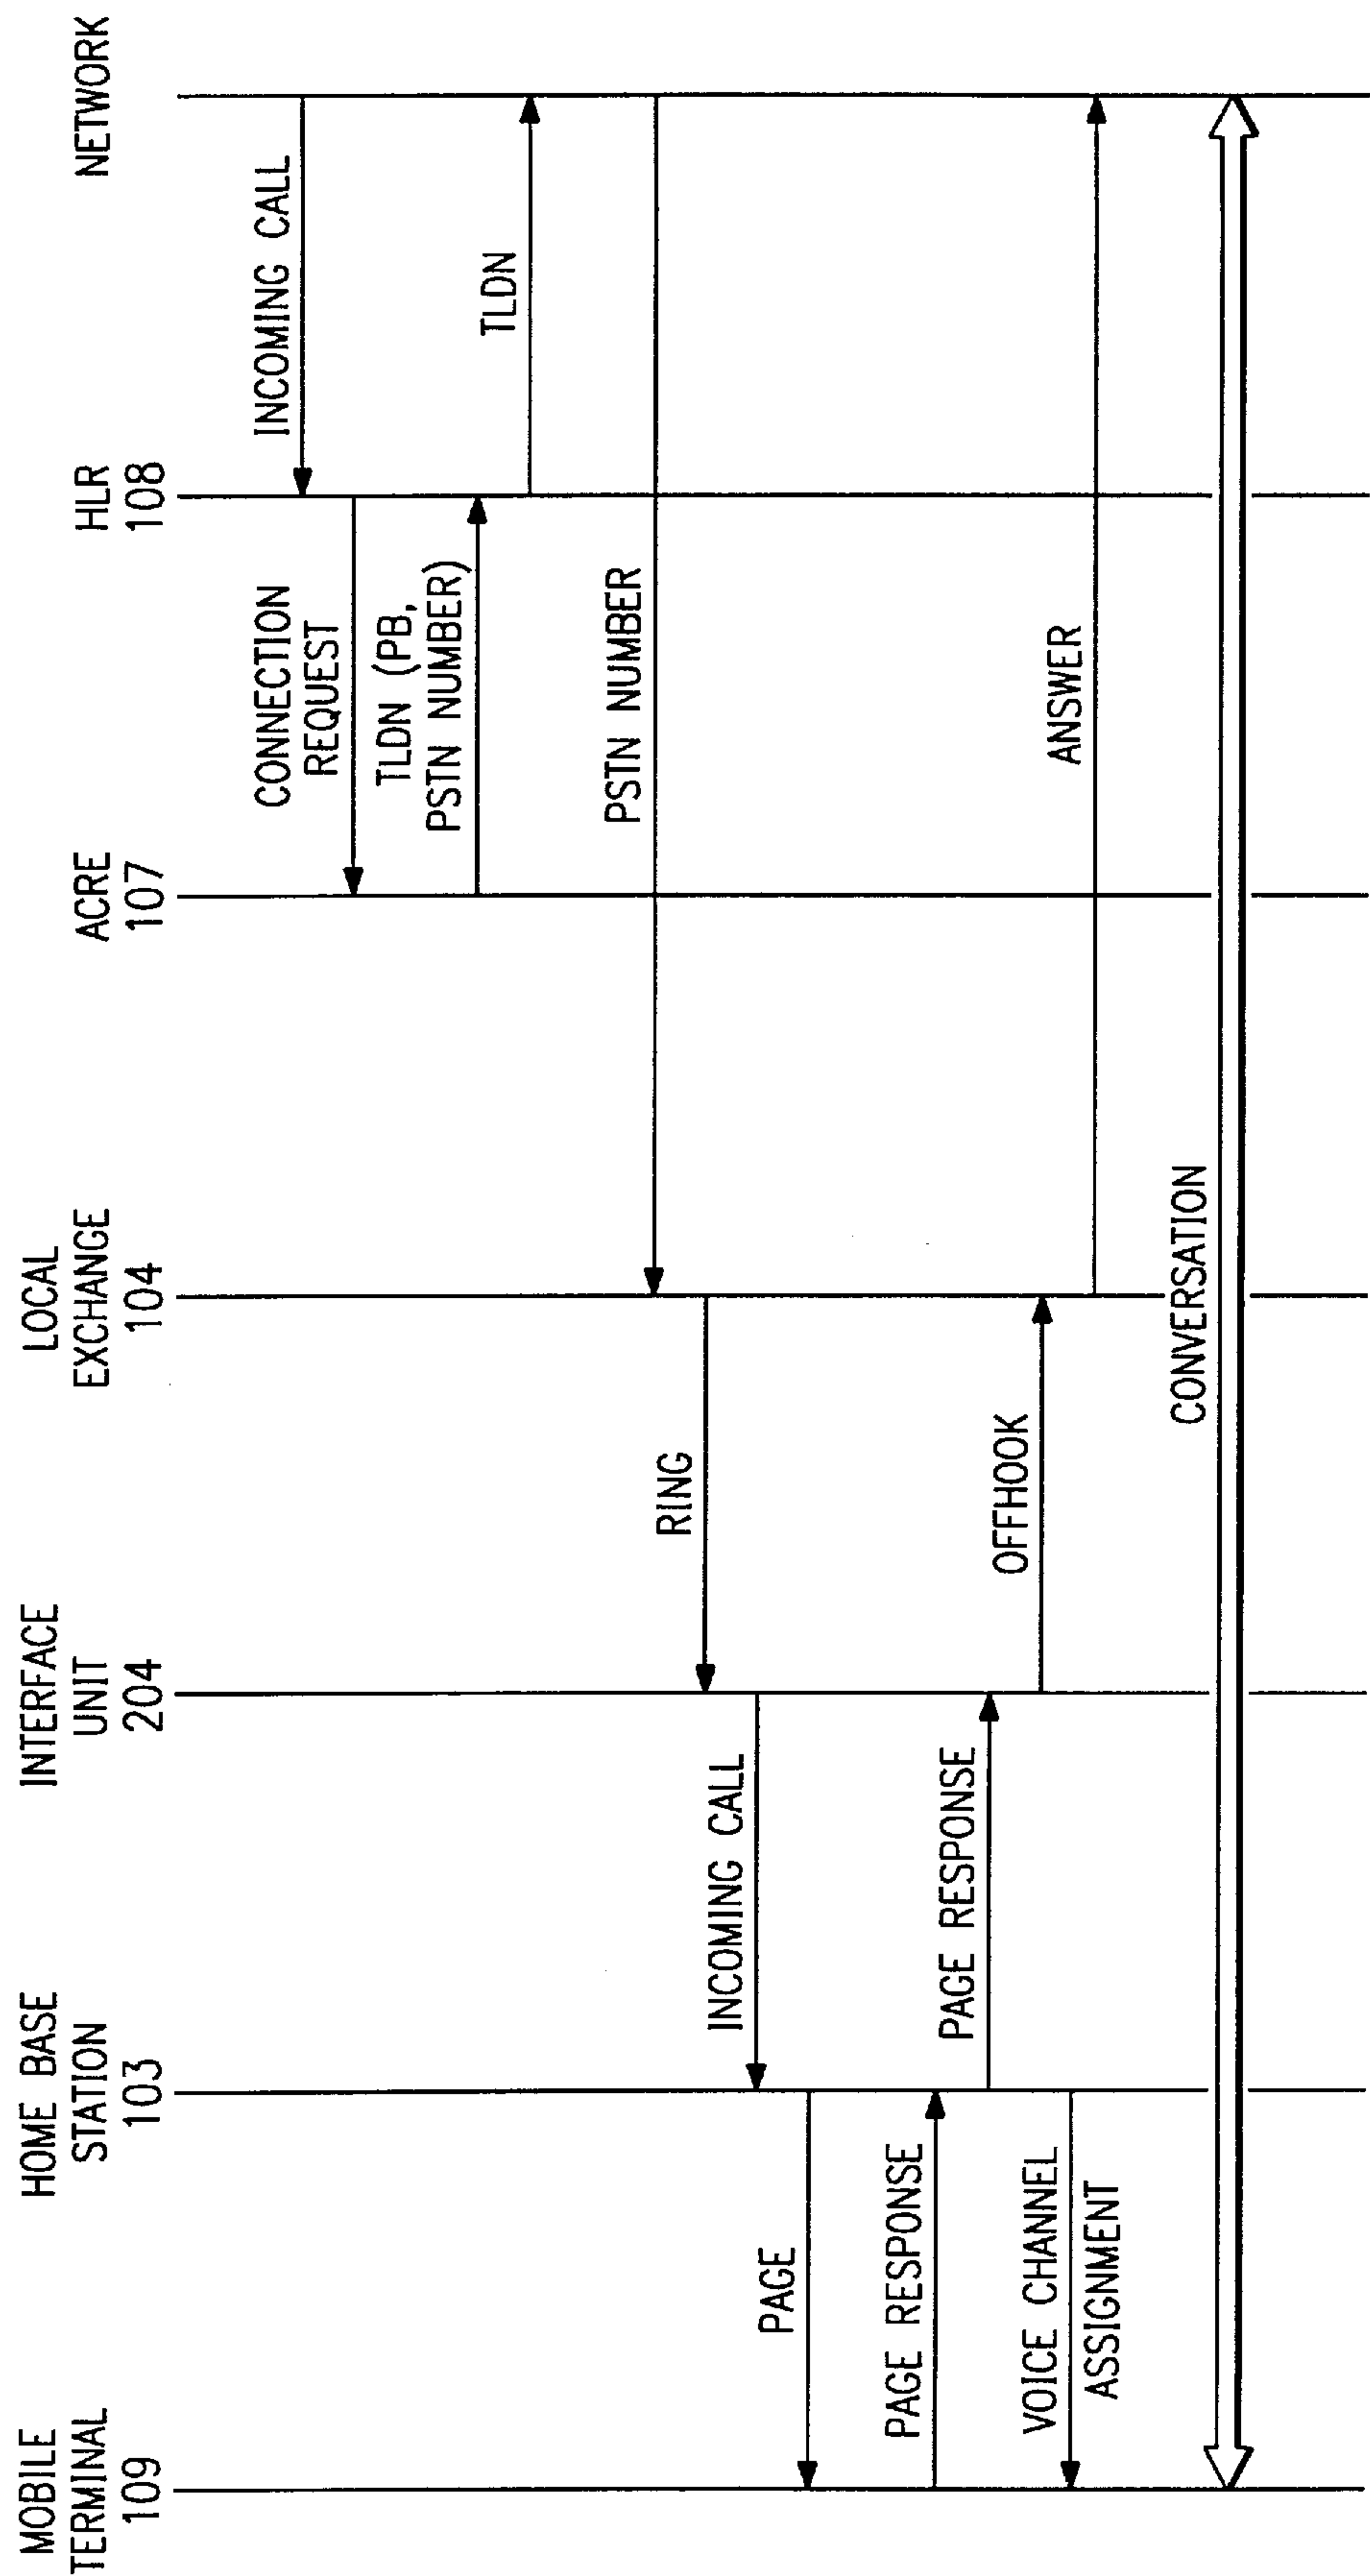 MOBILE
TERMINAL
109
HOME BASE
STATION
103
INTERFACE
UNIT
204
LOCAL
EXCHANGE
104
ACRE
107
HLR
108
NETWORK
INCOMING CALL
CONNECTION
REQUEST
TLDN (PB,
PSTN NUMBER)
TLDN
PSTN NUMBER
RING
INCOMING CALL
PAGE
PAGE RESPONSE
PAGE RESPONSE
OFFHOOK
VOICE CHANNEL
ASSIGNMENT
ANSWER
CONVERSATION